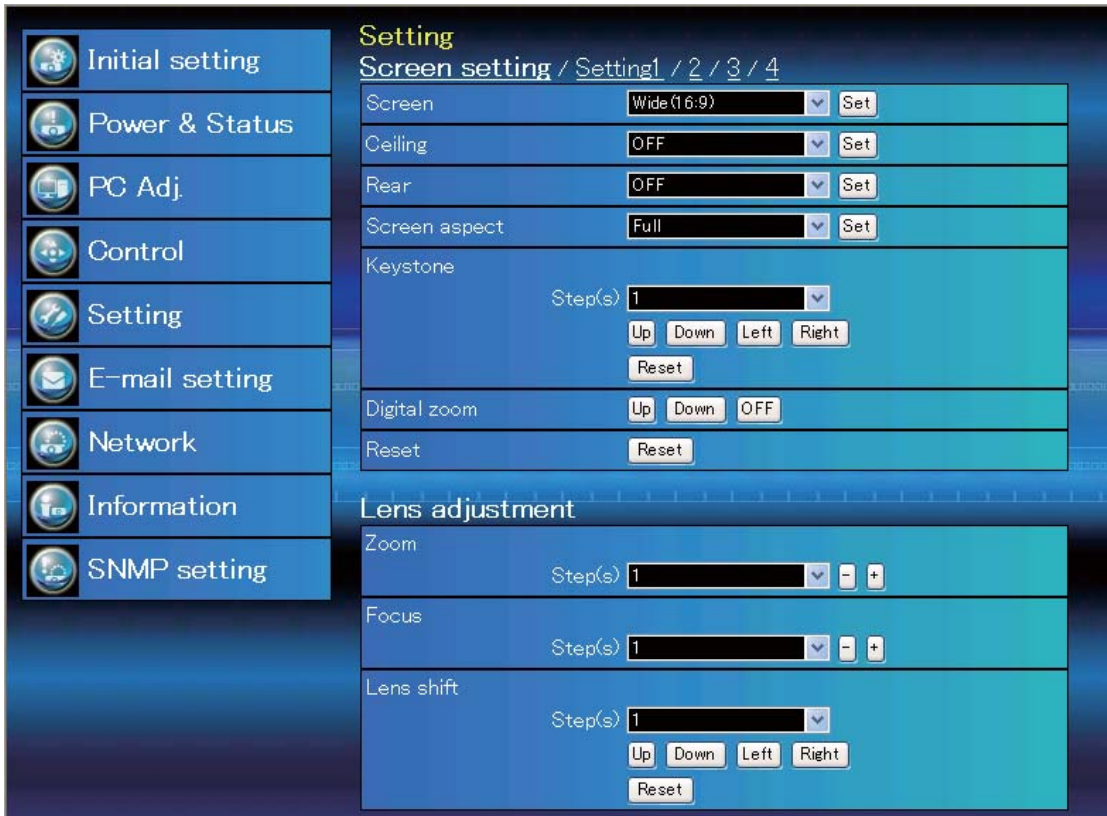 Initial setting
Power & Status
PC Adj.
Control
Setting
E-mail setting
Network
Information
SNMP setting
Setting
Screen setting / Setting1 / 2 / 3 / 4
Screen Wide(16:9) Set
Ceiling OFF Set
Rear OFF Set
Screen aspect Full Set
Keystone
Step(s) 1
Up Down Left Right
Reset
Digital zoom Up Down OFF
Reset Reset
Lens adjustment
Zoom
Step(s) 1 - +
Focus
Step(s) 1 - +
Lens shift
Step(s) 1
Up Down Left Right
Reset